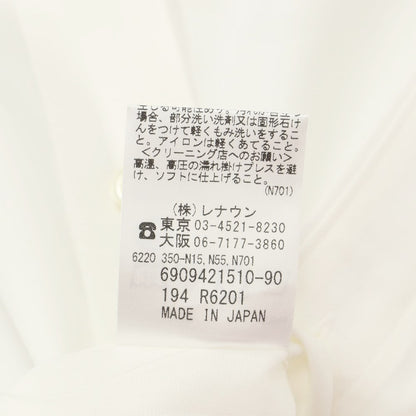 場合、部分洗い洗剤又は固形石け
んをつけて軽くもみ洗いをするこ
と。アイロンは軽くあてること。
<クリーニング店へのお願い>
高温、高圧の濡れ掛けプレスを避
け、ソフトに仕上げること。
(N701)
(株)レナウン
☎東京 03-4521-8230
大阪 06-7177-3860
6220 350-N15,N55,N701
6909421510-90
194 R6201
MADE IN JAPAN